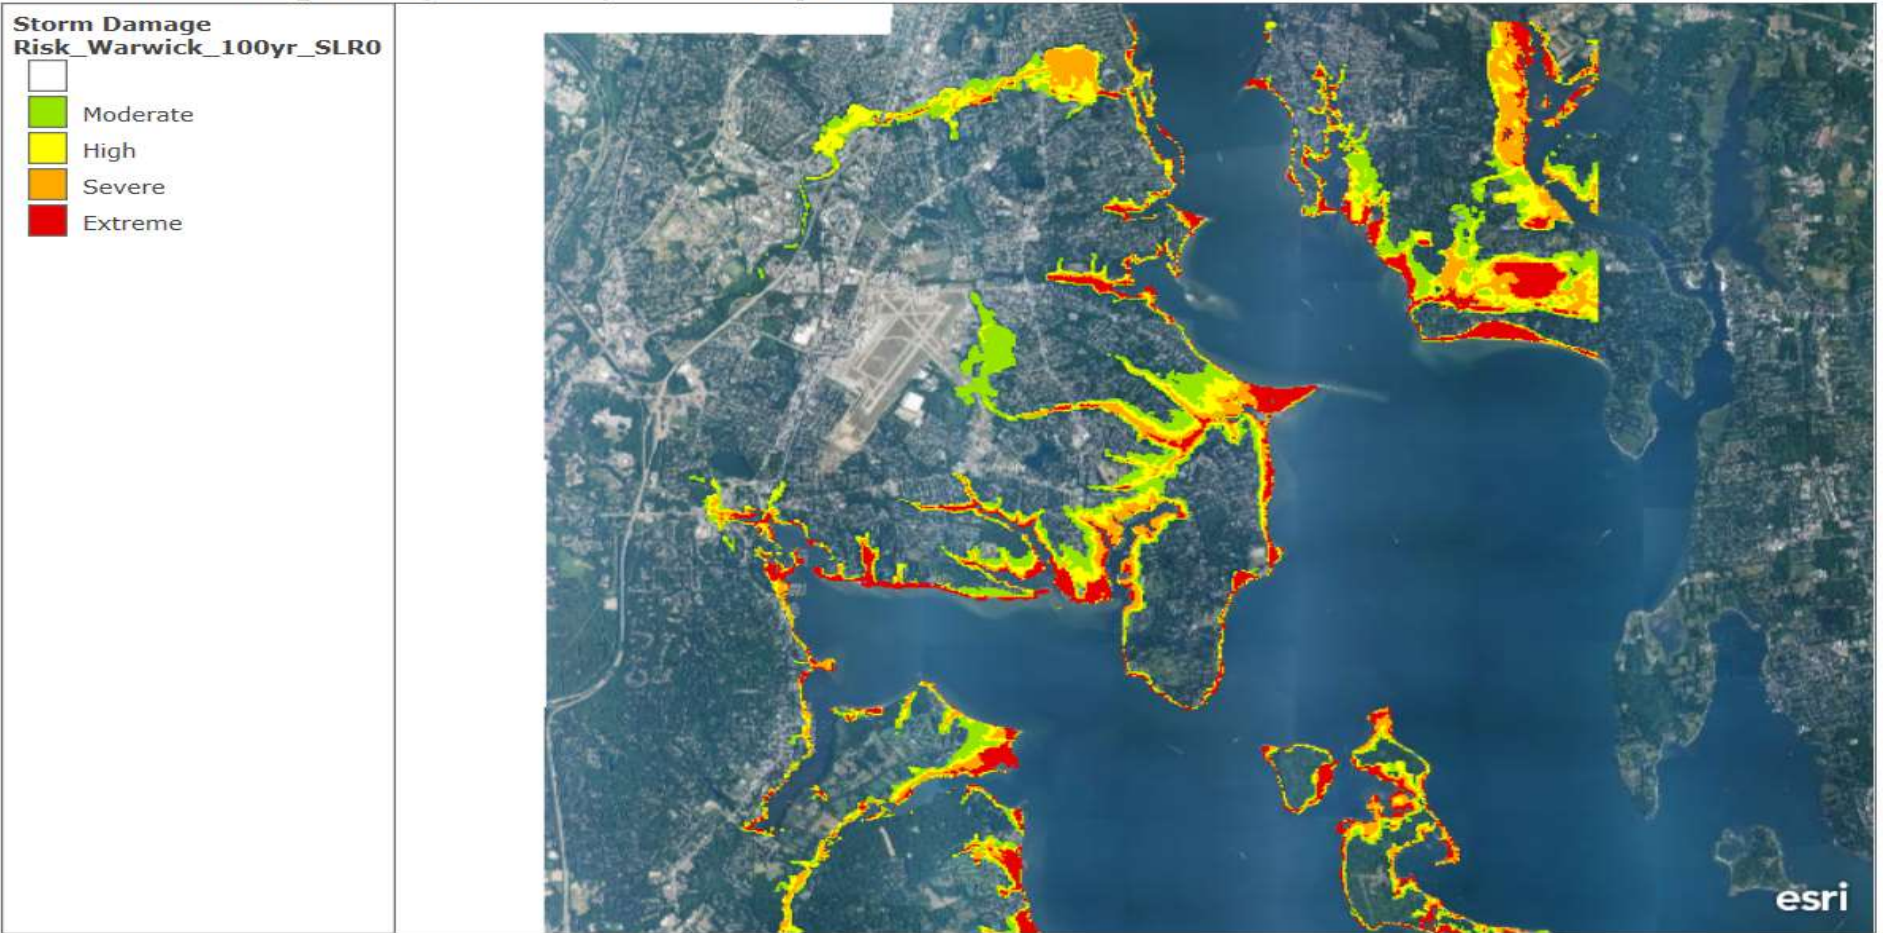 Storm Damage
Risk_Warwick_100yr_SLR0
Moderate
High
Severe
Extreme
esri